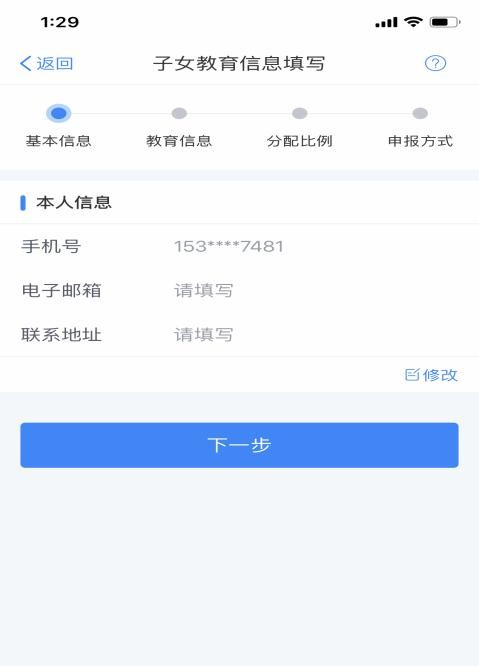 1:29
返回 子女教育信息填写 ?
基本信息 教育信息 分配比例 申报方式
本人信息
手机号 153****7481
电子邮箱 请填写
联系地址 请填写
修改
下一步